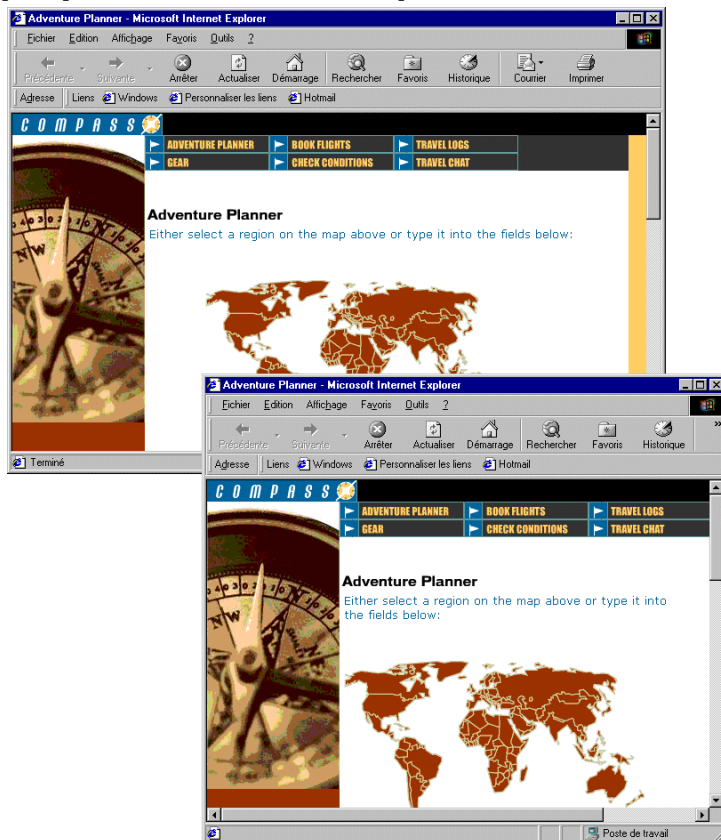 Adventure Planner - Microsoft Internet Explorer
Fichier Edition Affichage Favoris Outils ?
Précédente Suivante Arrêter Actualiser Démarrage Rechercher Favoris Historique Courrier Imprimer
Adresse Liens Windows Personnaliser les liens Hotmail
COMPASS
ADVENTURE PLANNER BOOK FLIGHTS TRAVEL LOGS
GEAR CHECK CONDITIONS TRAVEL CHAT
Adventure Planner
Either select a region on the map above or type it into the fields below:
Terminé
Adventure Planner - Microsoft Internet Explorer
Fichier Edition Affichage Favoris Outils ?
Précédente Suivante Arrêter Actualiser Démarrage Rechercher Favoris Historique »
Adresse Liens Windows Personnaliser les liens Hotmail
COMPASS
ADVENTURE PLANNER BOOK FLIGHTS TRAVEL LOGS
GEAR CHECK CONDITIONS TRAVEL CHAT
Adventure Planner
Either select a region on the map above or type it into
the fields below:
Poste de travail